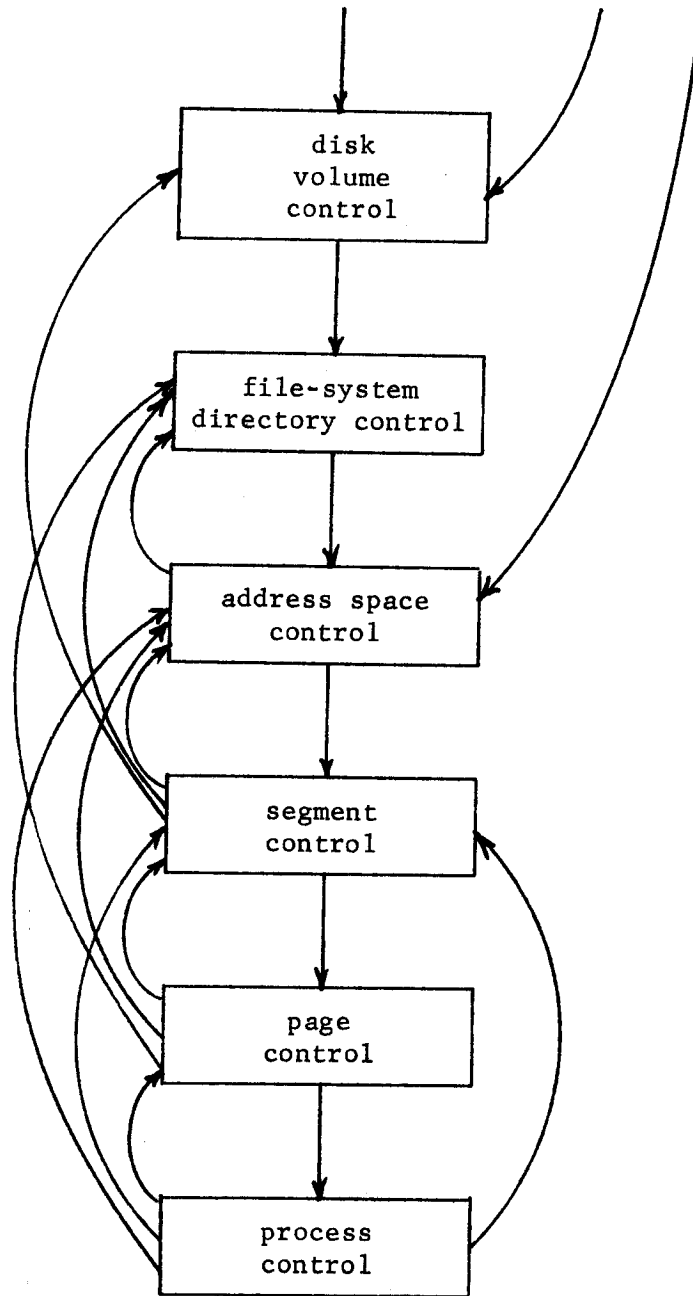 disk
volume
control
file-system
directory control
address space
control
segment
control
page
control
process
control